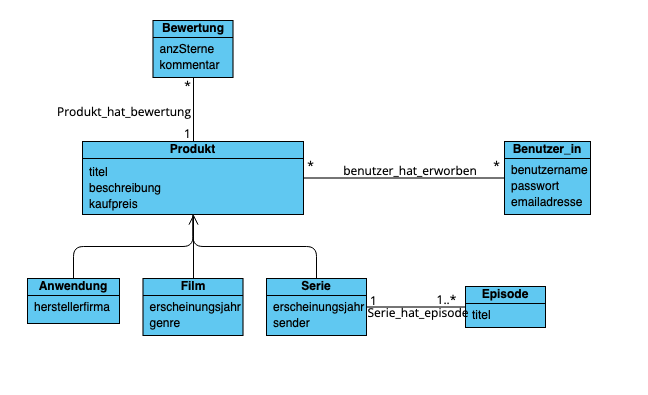 Bewertung
anzSterne
kommentar
*
Produkt_hat_bewertung
1
Produkt
titel
beschreibung
kaufpreis
*
benutzer_hat_erworben
*
Benutzer_in
benutzername
passwort
emailadresse
Anwendung
herstellerfirma
Film
erscheinungsjahr
genre
Serie
erscheinungsjahr
sender
1
1..*
Serie_hat_episode
Episode
titel